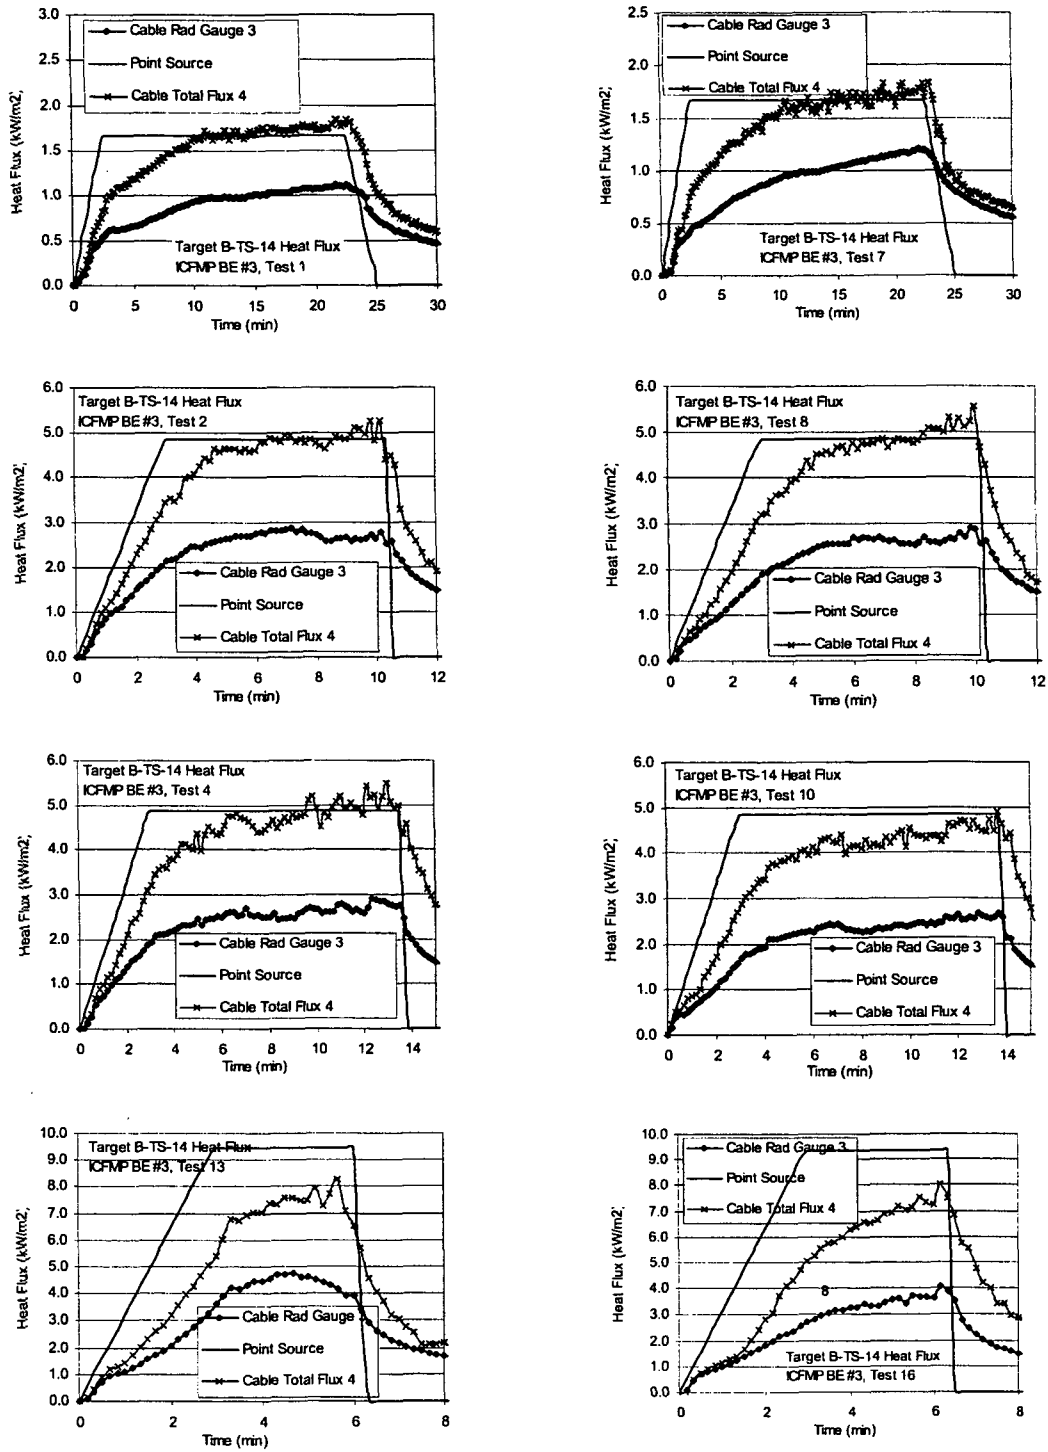 3.0
2.5
2.0
1.5
1.0
0.5
0.0
Heat Flux (kW/m2;
Cable Rad Gauge 3
Point Source
Cable Total Flux 4
Target B-TS-14 Heat Flux
ICFMP BE #3, Test 1
0 5 10 15 20 25 30
Time (min)
2.5
2.0
1.5
1.0
0.5
0.0
Heat Flux (kW/m2;
Cable Rad Gauge 3
Point Source
Cable Total Flux 4
Target B-TS-14 Heat Flux
ICFMP BE #3, Test 7
0 5 10 15 20 25 30
Time (min)
6.0
5.0
4.0
3.0
2.0
1.0
0.0
Heat Flux (kW/m2;
Target B-TS-14 Heat Flux
ICFMP BE #3, Test 2
Cable Rad Gauge 3
Point Source
Cable Total Flux 4
0 2 4 6 8 10 12
Time (min)
6.0
5.0
4.0
3.0
2.0
1.0
0.0
Heat Flux (kW/m2;
Target B-TS-14 Heat Flux
ICFMP BE #3, Test 8
Cable Rad Gauge 3
Point Source
Cable Total Flux 4
0 2 4 6 8 10 12
Time (min)
6.0
5.0
4.0
3.0
2.0
1.0
0.0
Heat Flux (kW/m2;
Target B-TS-14 Heat Flux
ICFMP BE #3, Test 4
Cable Rad Gauge 3
Point Source
Cable Total Flux 4
0 2 4 6 8 10 12 14
Time (min)
6.0
5.0
4.0
3.0
2.0
1.0
0.0
Heat Flux (kW/m2;
Target B-TS-14 Heat Flux
ICFMP BE #3, Test 10
Cable Rad Gauge 3
Point Source
Cable Total Flux 4
0 2 4 6 8 10 12 14
Time (min)
10.0
9.0
8.0
7.0
6.0
5.0
4.0
3.0
2.0
1.0
0.0
Heat Flux (kW/m2;
Target B-TS-14 Heat Flux
ICFMP BE #3, Test 13
Cable Rad Gauge
Point Source
Cable Total Flux 4
0 2 4 6 8
Time (min)
10.0
9.0
8.0
7.0
6.0
5.0
4.0
3.0
2.0
1.0
0.0
Heat Flux (kW/m2;
Cable Rad Gauge 3
Point Source
Cable Total Flux 4
8
Target B-TS-14 Heat Flux
ICFMP BE #3, Test 16
0 2 4 6 8
Time (min)